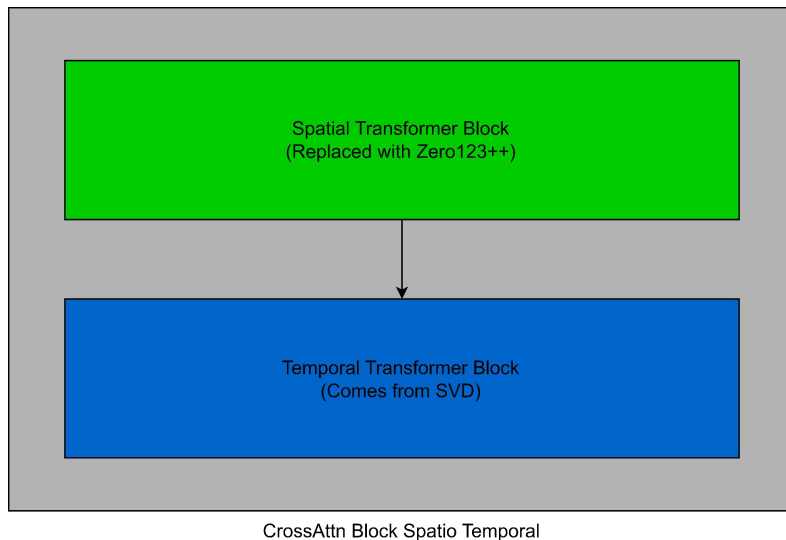 Spatial Transformer Block
(Replaced with Zero123++)
Temporal Transformer Block
(Comes from SVD)
CrossAttn Block Spatio Temporal